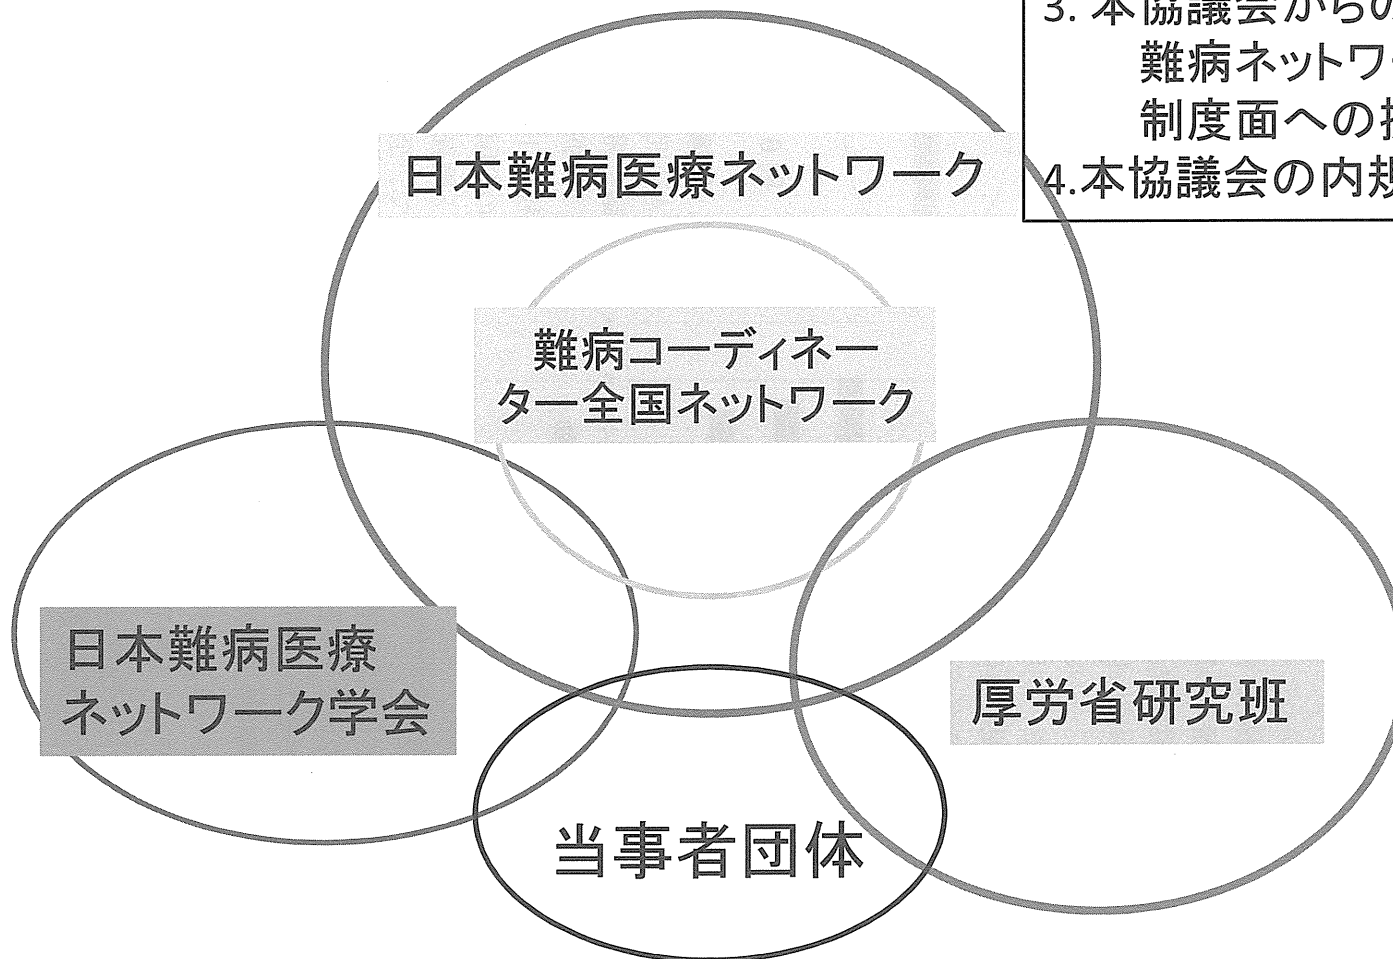 3. 本協議会からの
難病ネットワ
制度面への
4.本協議会の内規
日本難病医療ネットワーク
難病コーディネー
ター全国ネットワーク
日本難病医療
ネットワーク学会
厚労省研究班
当事者団体